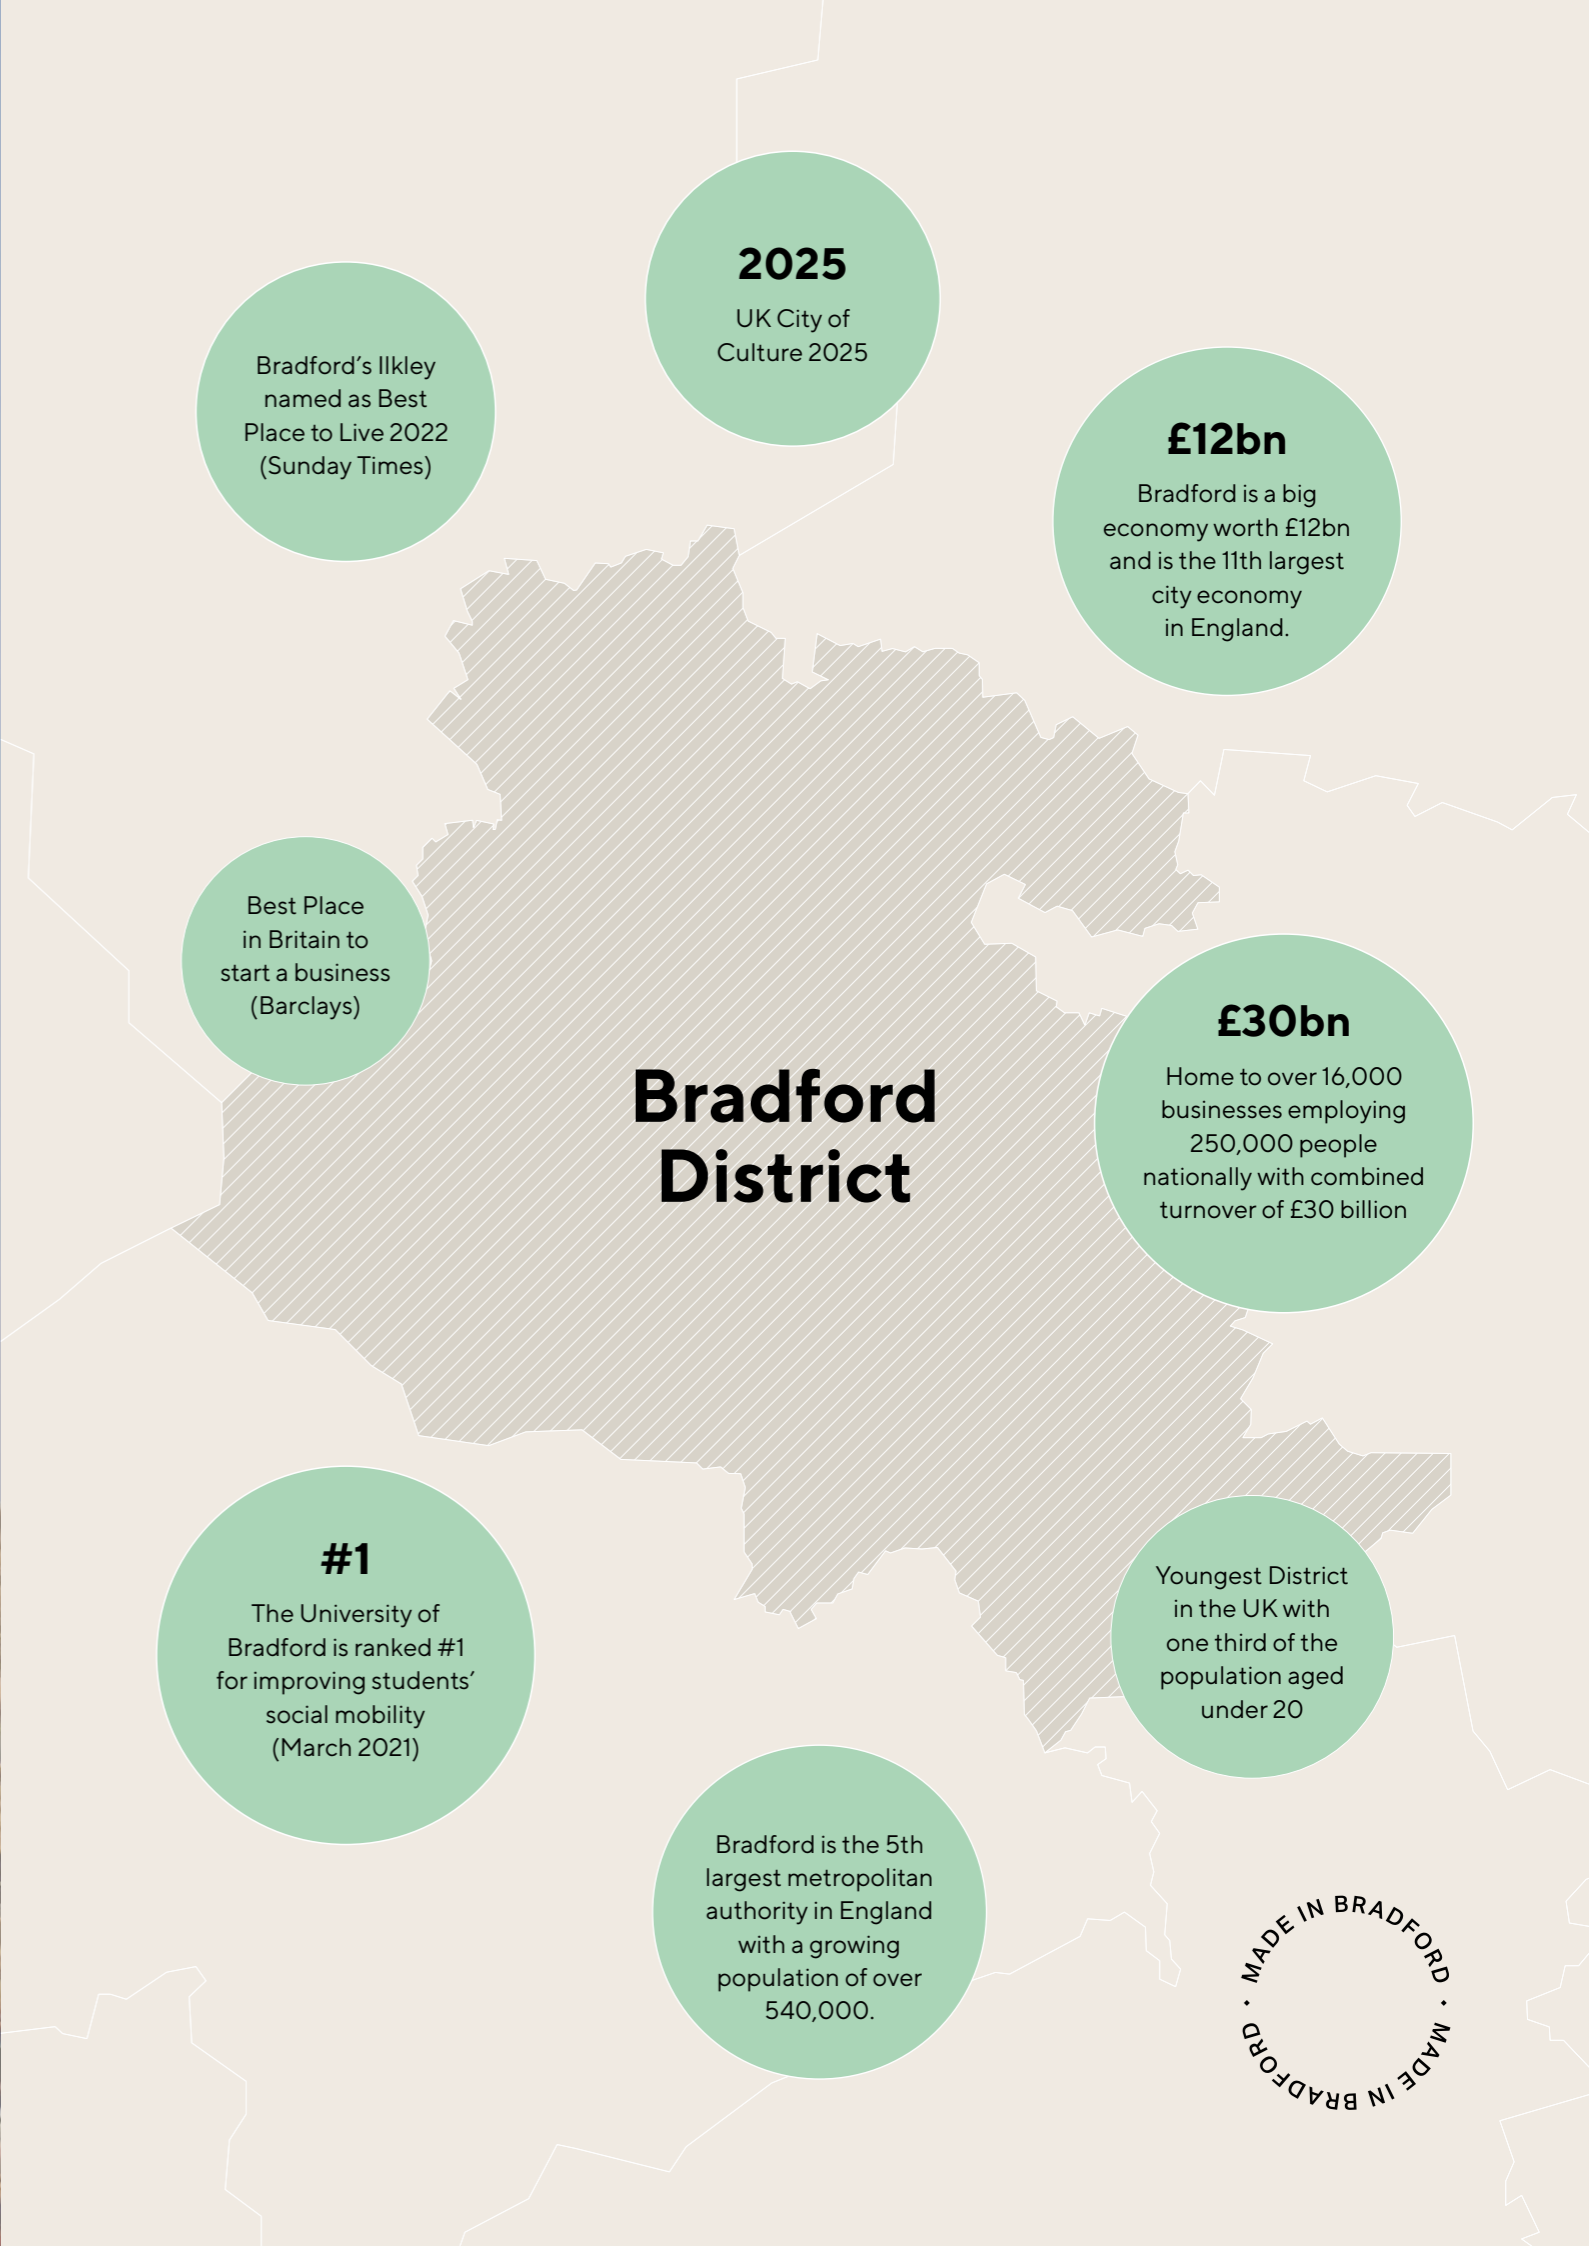 2025
UK City of
Culture 2025
Bradford’s Ilkley
named as Best
Place to Live 2022
(Sunday Times)
£12bn
Bradford is a big
economy worth £12bn
and is the 11th largest
city economy
in England.
Best Place
in Britain to
start a business
(Barclays)
£30bn
Home to over 16,000
businesses employing
250,000 people
nationally with combined
turnover of £30 billion
Bradford
District
#1
The University of
Bradford is ranked #1
for improving students’
social mobility
(March 2021)
Youngest District
in the UK with
one third of the
population aged
under 20
Bradford is the 5th
largest metropolitan
authority in England
with a growing
population of over
540,000.
MADE IN BRADFORD · MADE IN BRADFORD ·